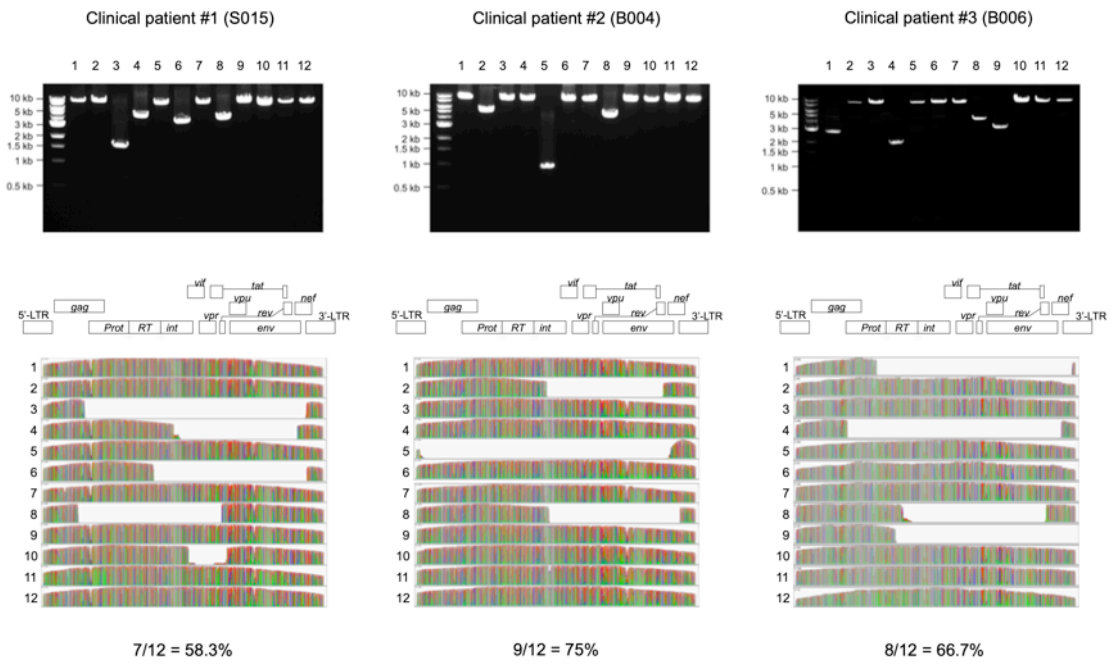 Clinical patient #1 (S015)
Clinical patient #2 (B004)
Clinical patient #3 (B006)
1 2 3 4 5 6 7 8 9 10 11 12
1 2 3 4 5 6 7 8 9 10 11 12
1 2 3 4 5 6 7 8 9 10 11 12
10 kb
5 kb
3 kb
2 kb
1.5 kb
1 kb
0.5 kb
10 kb
5 kb
3 kb
2 kb
1.5 kb
1 kb
0.5 kb
10 kb
5 kb
3 kb
2 kb
1.5 kb
1 kb
0.5 kb
vif
tat
gag
vpu
nef
5'-LTR
vpr
rev
3'-LTR
Prot RT int
env
vif
tat
gag
vpu
nef
5'-LTR
vpr
rev
3'-LTR
Prot RT int
env
vif
tat
gag
vpu
nef
5'-LTR
vpr
rev
3'-LTR
Prot RT int
env
1
2
3
4
5
6
7
8
9
10
11
12
1
2
3
4
5
6
7
8
9
10
11
12
1
2
3
4
5
6
7
8
9
10
11
12
7/12 = 58.3%
9/12 = 75%
8/12 = 66.7%